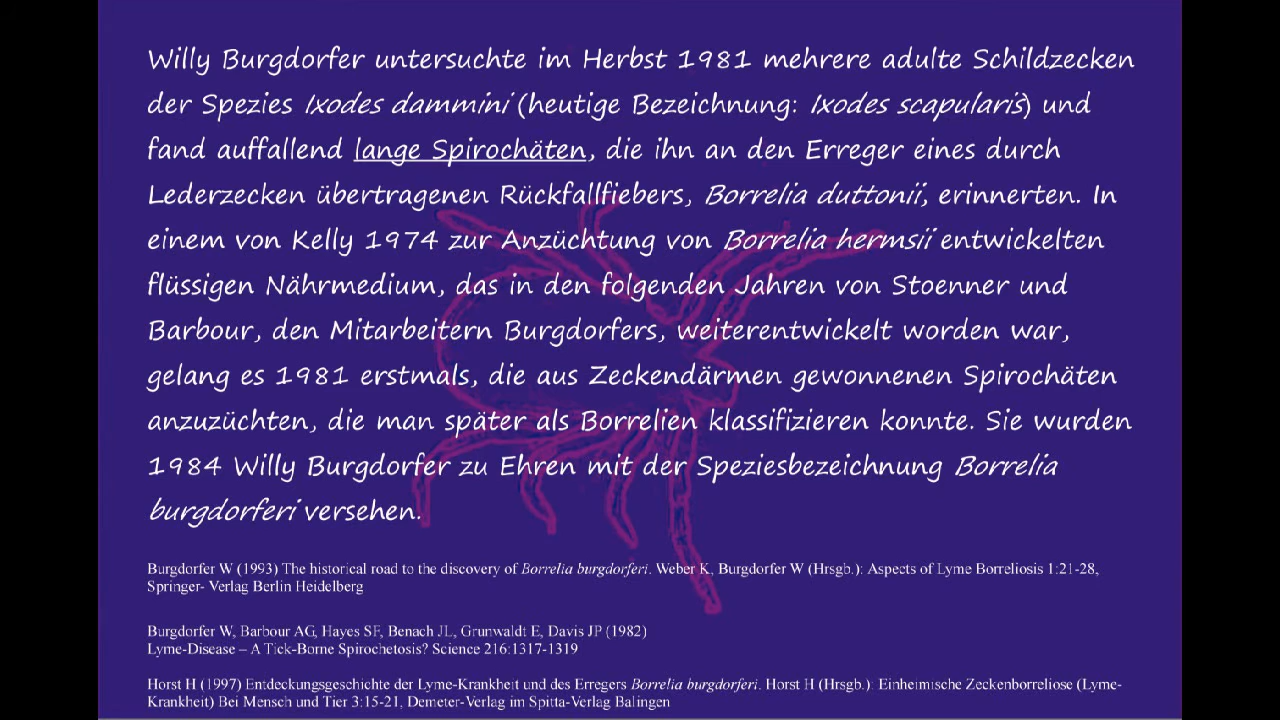 Willy Burgdorfer untersuchte im Herbst 1981 mehrere adulte Schildzecken
der Spezies Ixodes dammini (heutige Bezeichnung: Ixodes scapularis) und
fand auffallend lange Spirochäten, die ihn an den Erreger eines durch
Lederzecken übertragenen Rückfallfiebers, Borrelia duttonii, erinnerten. In
einem von Kelly 1974 zur Anzüchtung von Borrelia hermsii entwickelten
flüssigen Nährmedium, das in den folgenden Jahren von Stoenner und
Barbour, den Mitarbeitern Burgdorfers, weiterentwickelt worden war,
gelang es 1981 erstmals, die aus Zeckendärmen gewonnenen Spirochäten
anzuzüchten, die man später als Borrelien klassifizieren konnte. Sie wurden
1984 Willy Burgdorfer zu Ehren mit der Speziesbezeichnung Borrelia
burgdorferi versehen.
Burgdorfer W (1993) The historical road to the discovery of Borrelia burgdorferi. Weber K, Burgdorfer W (Hrsgb.): Aspects of Lyme Borreliosis 1:21-28,
Springer- Verlag Berlin Heidelberg
Burgdorfer W, Barbour AG, Hayes SF, Benach JL, Grunwaldt E, Davis JP (1982)
Lyme-Disease – A Tick-Borne Spirochetosis? Science 216:1317-1319
Horst H (1997) Entdeckungsgeschichte der Lyme-Krankheit und des Erregers Borrelia burgdorferi. Horst H (Hrsgb.): Einheimische Zeckenborreliose (Lyme-
Krankheit) Bei Mensch und Tier 3:15-21, Demeter-Verlag im Spitta-Verlag Balingen